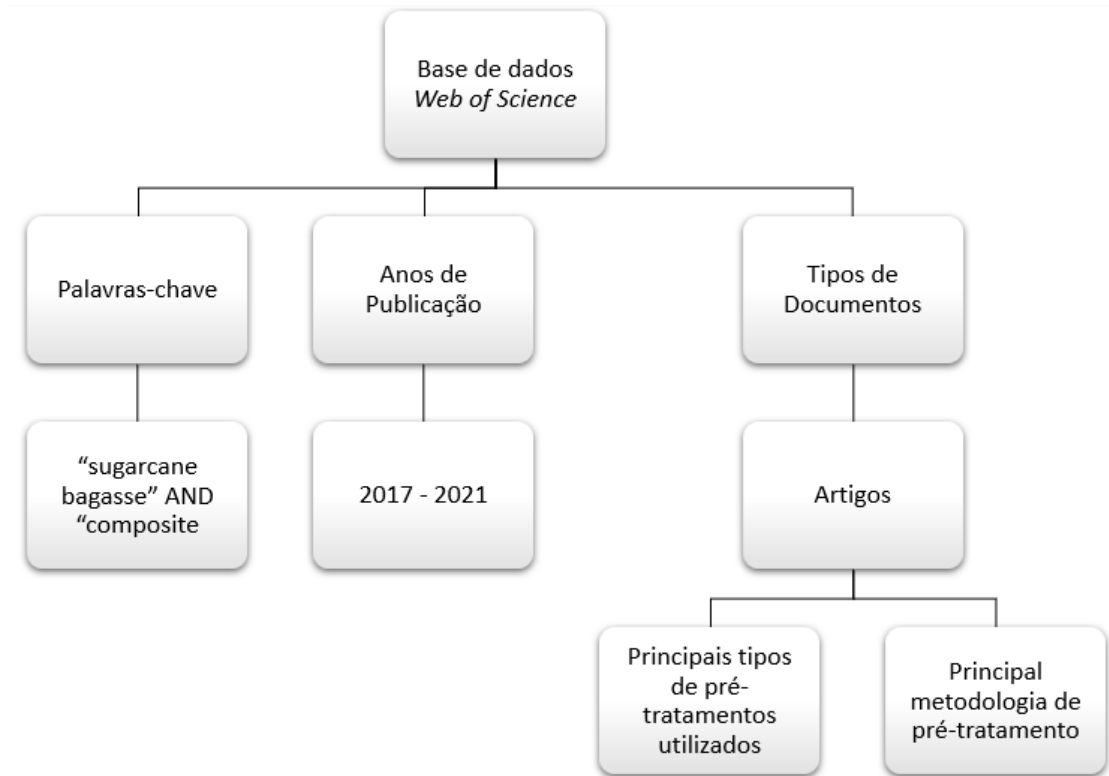 Base de dados
Web of Science
Palavras-chave
Anos de
Publicação
Tipos de
Documentos
“sugarcane
bagasse” AND
“composite
2017 - 2021
Artigos
Principais tipos
de pré-
tratamentos
utilizados
Principal
metodologia de
pré-tratamento